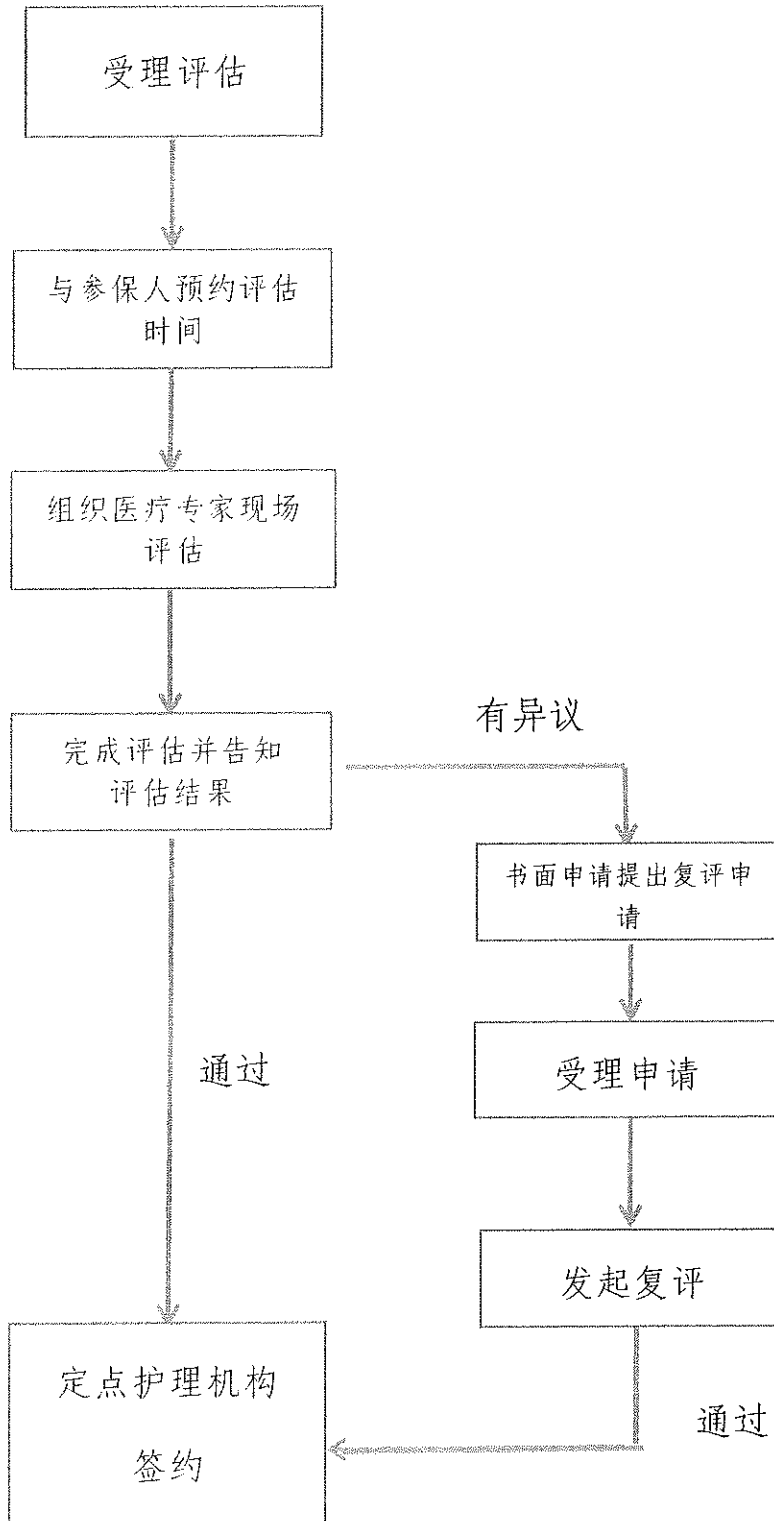 受理评估
与参保人预约评估
时间
组织医疗专家现场
评估
完成评估并告知
评估结果
有异议
书面申请提出复评申
请
受理申请
通过
发起复评
定点护理机构
签约
通过